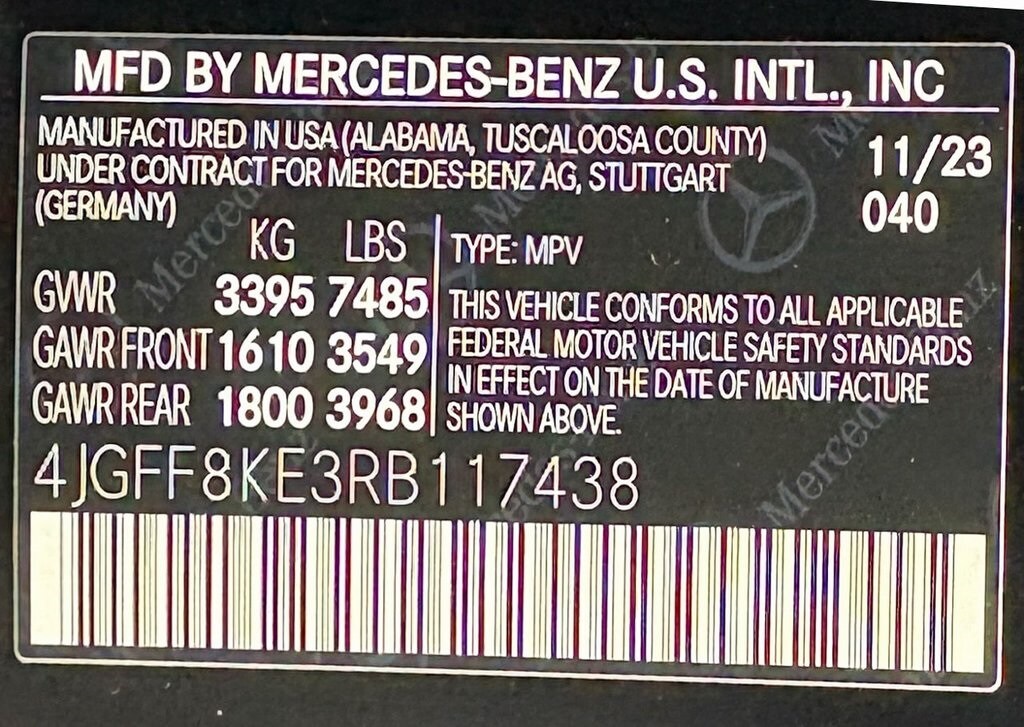 MFD BY MERCEDES-BENZ U.S. INTL., INC
MANUFACTURED IN USA (ALABAMA, TUSCALOOSA COUNTY)
UNDER CONTRACT FOR MERCEDES-BENZ AG, STUTTGART
(GERMANY)
11/23
040
KG LBS
GVWR 3395 7485
GAWR FRONT 1610 3549
GAWR REAR 1800 3968
TYPE: MPV
THIS VEHICLE CONFORMS TO ALL APPLICABLE
FEDERAL MOTOR VEHICLE SAFETY STANDARDS
IN EFFECT ON THE DATE OF MANUFACTURE
SHOWN ABOVE.
4JGFF8KE3RB117438